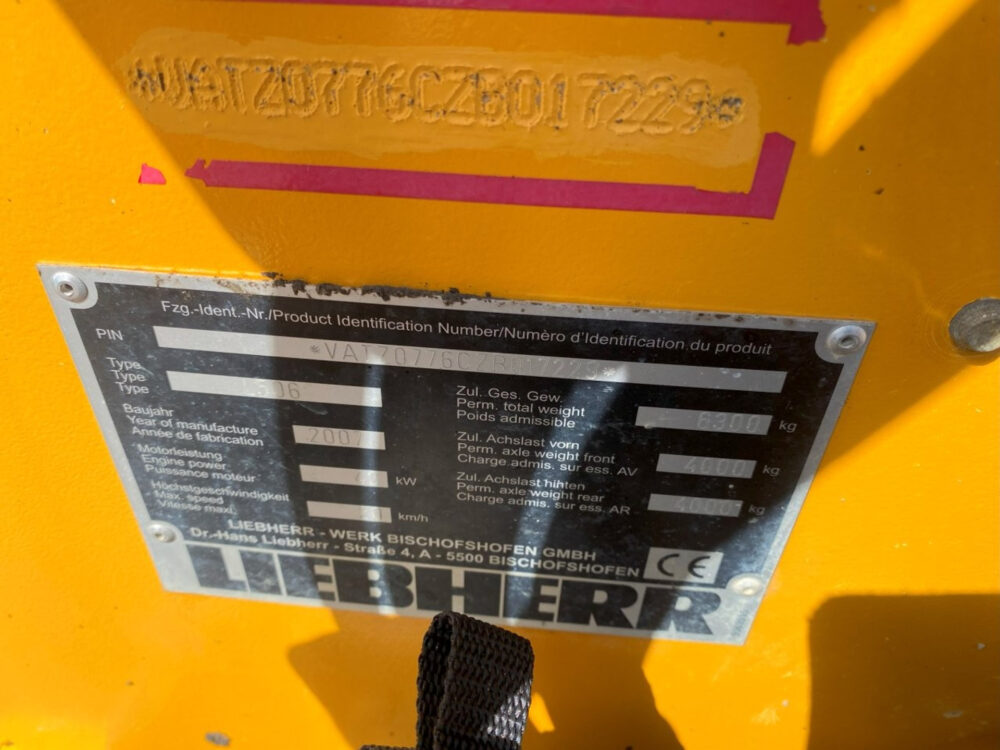 *VATZ0776CZB017229*
Fzg.-Ident.-Nr./Product Identification Number/Numèro d'Identification du produit
PIN *VATZ0776CZB017229*
Type
Type
Type
Baujahr
Year of manufacture
Année de fabrication
2007
Motorleistung
Engine power
Puissance moteur
kW
Höchstgeschwindigkeit
Max. speed
Vitesse maxi.
km/h
Zul. Ges. Gew.
Perm. total weight
Poids admissible
6300 kg
Zul. Achslast vorn
Perm. axle weight front
Charge admis. sur ess. AV
4000 kg
Zul. Achslast hinten
Perm. axle weight rear
Charge admis. sur ess. AR
4000 kg
LIEBHERR - WERK BISCHOFSHOFEN GMBH
Dr.-Hans Liebherr - Straße 4, A - 5500 BISCHOFSHOFEN
CE
LIEBHERR